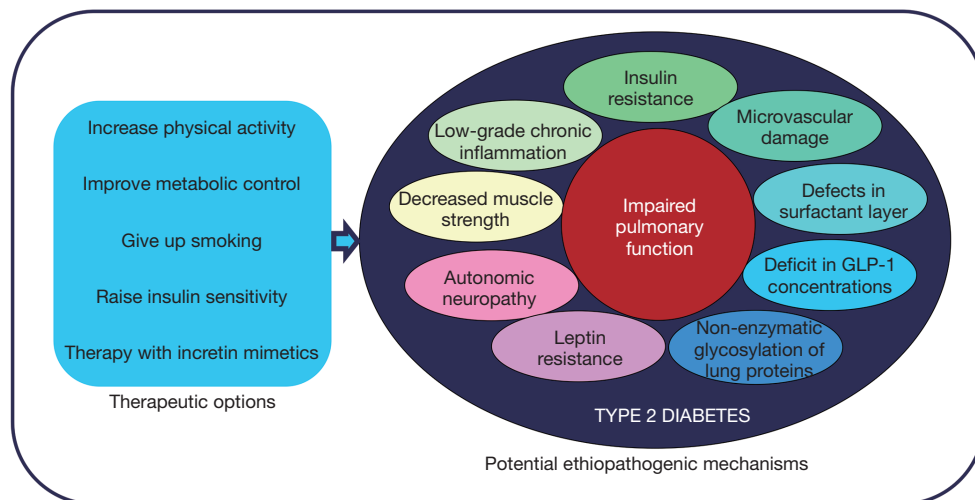 Increase physical activity
Improve metabolic control
Give up smoking
Raise insulin sensitivity
Therapy with incretin mimetics
Therapeutic options
Insulin
resistance
Microvascular
damage
Defects in
surfactant layer
Deficit in GLP-1
concentrations
Non-enzymatic
glycosylation of
lung proteins
Leptin
resistance
Autonomic
neuropathy
Decreased muscle
strength
Low-grade chronic
inflammation
Impaired
pulmonary
function
TYPE 2 DIABETES
Potential ethiopathogenic mechanisms